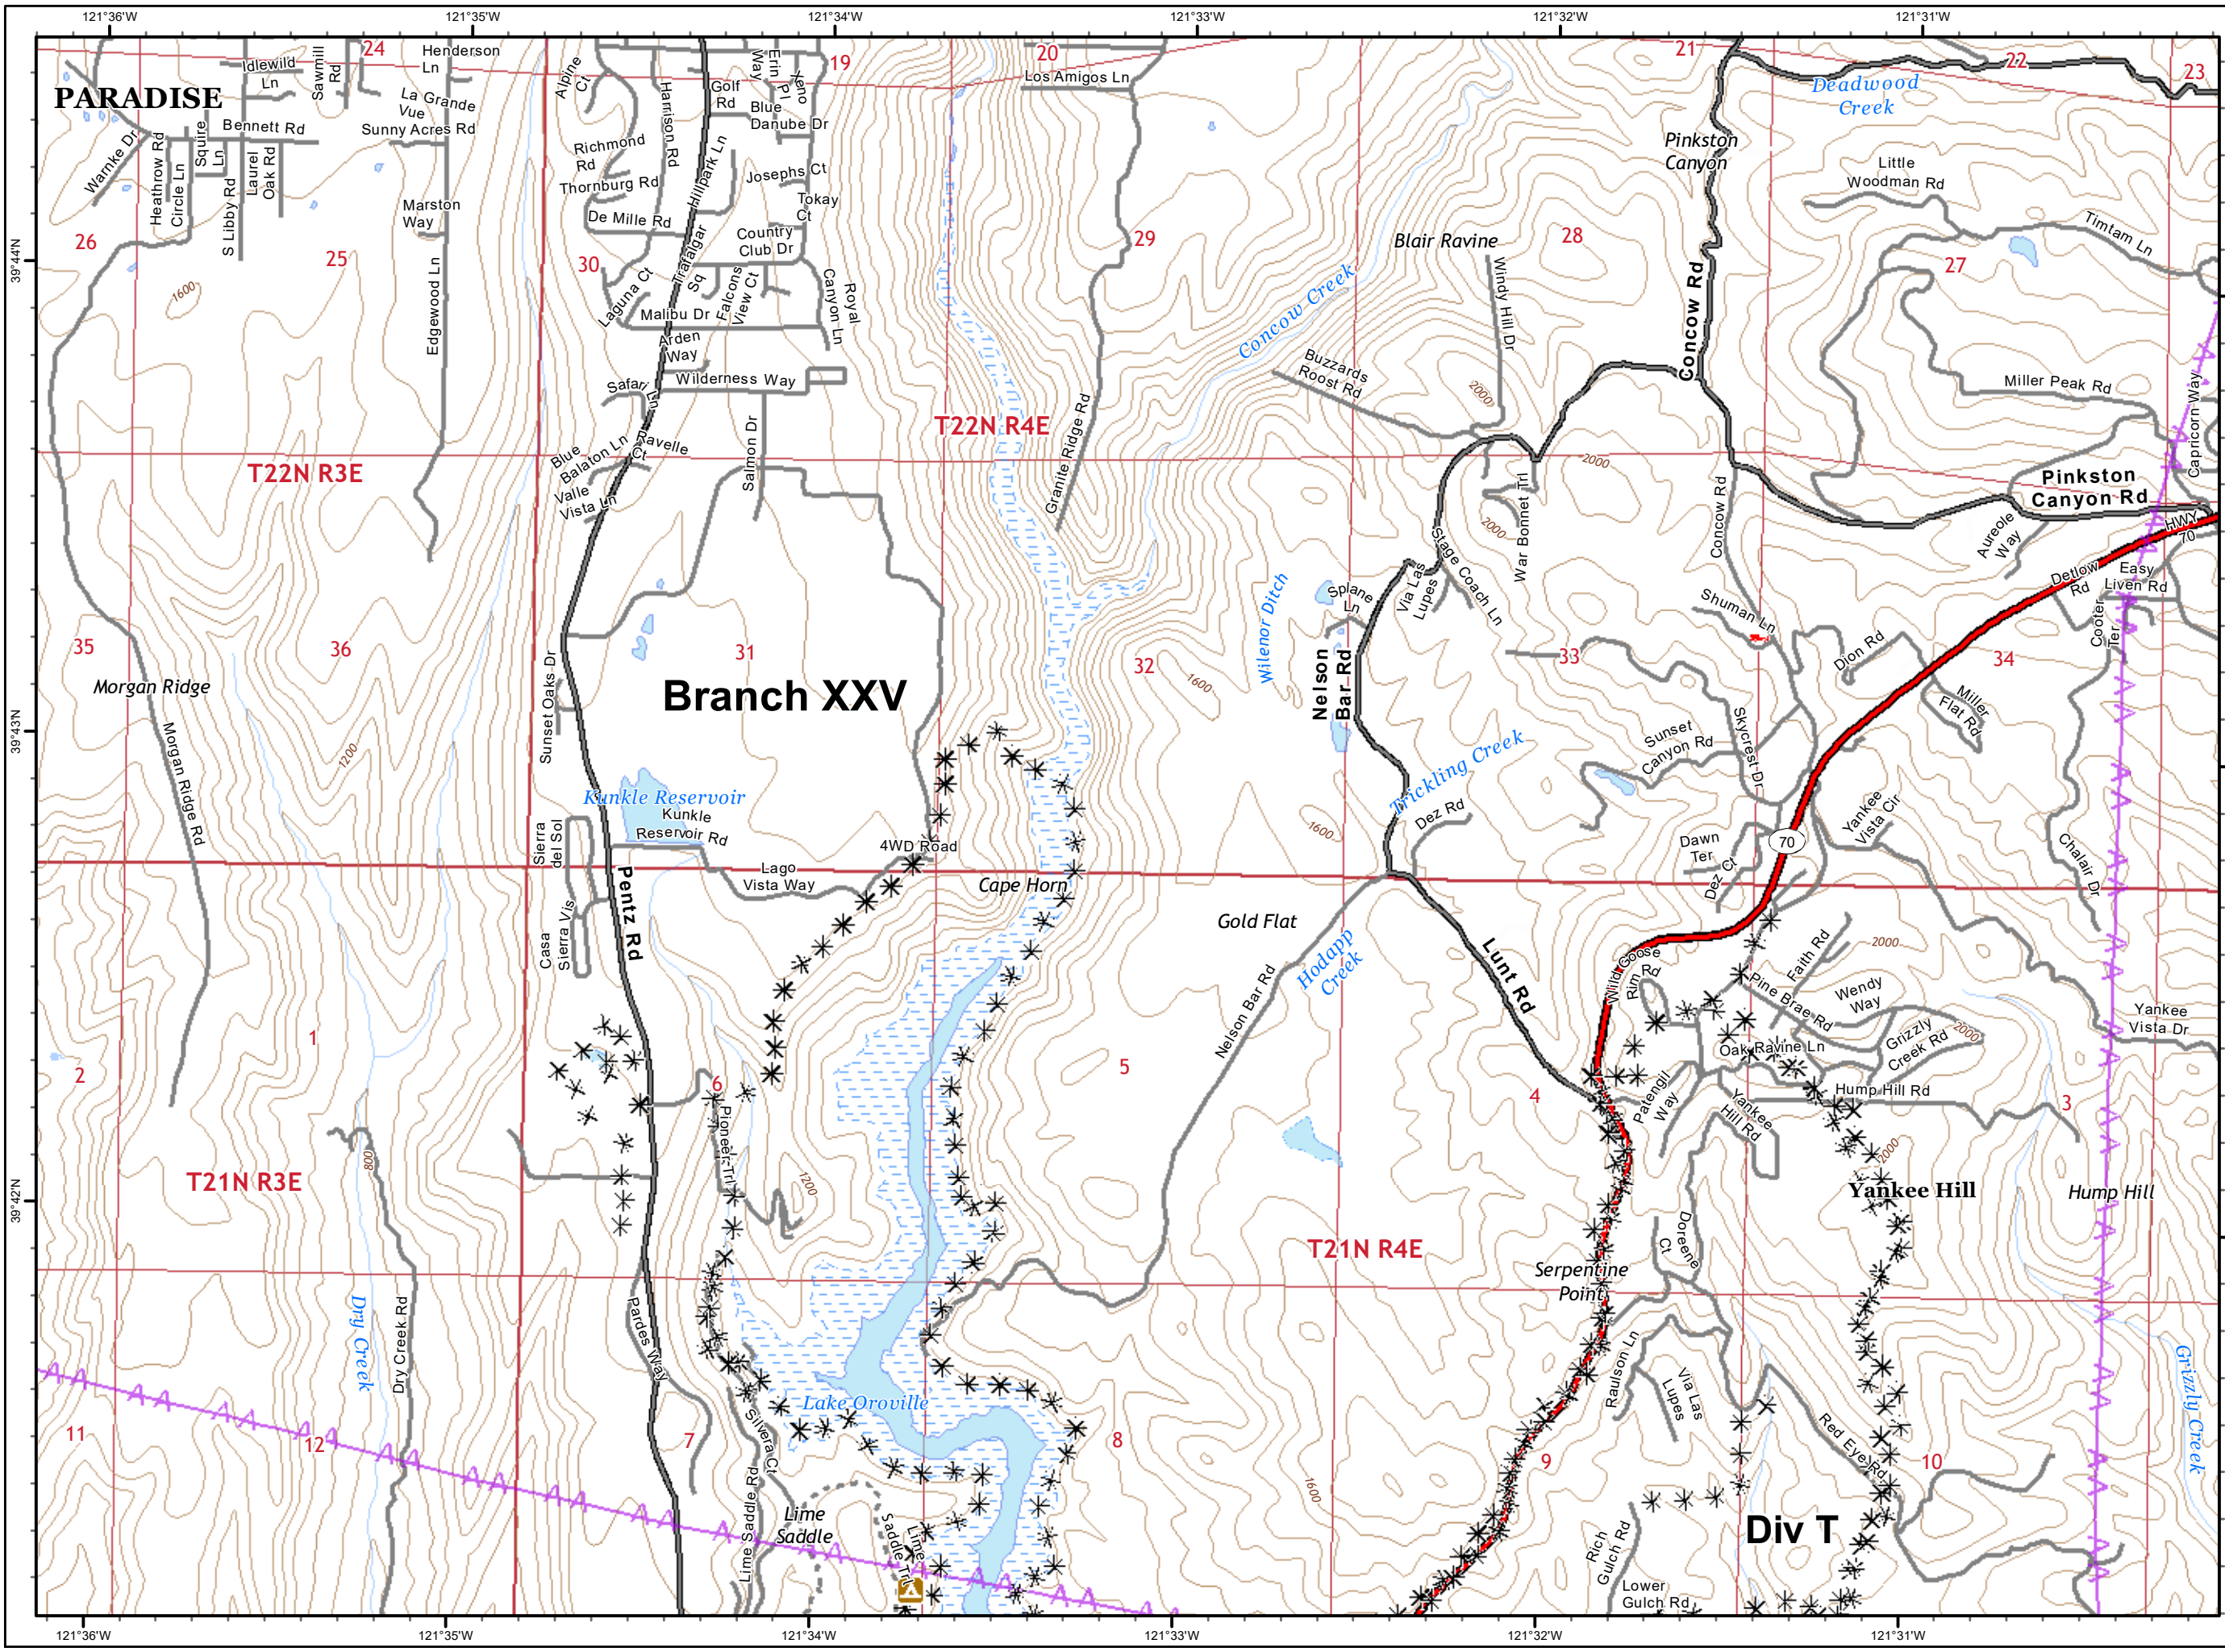 121°36'W
121°35'W
121°34'W
121°33'W
121°32'W
121°31'W
39°44'N
39°43'N
39°42'N
PARADISE
Idlewild
Ln
Sawmill
Rd
24
Henderson
Ln
La Grande
Vue
Sunny Acres Rd
Bennett Rd
Warnke Dr
Heathrow Rd
Circle Ln
Squire
Ln
S Libby Rd
Laurel
Oak Rd
Marston
Way
Edgewood Ln
26
25
1600
Alpine
Ct
Harrison Rd
Golf
Rd
Erin
Way
Xeno
Pl
19
Blue
Danube Dr
Richmond
Rd
Thornburg Rd
De Mille Rd
Hillpark Ln
Josephs Ct
Tokay
Ct
Country
Club Dr
Trafalgar
Sq
Falcons
View Ct
Laguna Ct
Malibu Dr
Royal
Canyon Ln
30
Arden
Way
Wilderness Way
Safari
Ln
Ravelle
Ct
Blue
Balaton Ln
Valle
Vista Ln
Salmon Dr
20
Los Amigos Ln
29
Granite Ridge Rd
T22N R4E
T22N R3E
21
22
23
Deadwood
Creek
Pinkston
Canyon
Little
Woodman Rd
Timtam Ln
Blair Ravine
28
27
Concow Creek
Windy Hill Dr
Concow Rd
Buzzards
Roost Rd
2000
2000
2000
Miller Peak Rd
Capricorn Way
Pinkston
Canyon Rd
HWY
70
Aureole
Way
Concow Rd
War Bonnet Trl
Stage Coach Ln
Via Las
Lupes
Splane
Ln
Wilenor Ditch
Nelson
Bar Rd
Shuman Ln
Detlow
Rd
Easy
Liven Rd
Cooter
Ter
Dion Rd
Miller
Flat Rd
33
34
32
1600
35
36
31
Morgan Ridge
Morgan Ridge Rd
1200
Sunset Oaks Dr
Branch XXV
Kunkle Reservoir
Kunkle
Reservoir Rd
Sierra
del Sol
Lago
Vista Way
4WD Road
Cape Horn
Pentz Rd
Casa
Sierra Vis
Trickling Creek
Dez Rd
1600
Sunset
Canyon Rd
Skycrest Dr
Dawn
Ter
Dez Ct
70
Yankee
Vista Cir
Chalair Dr
Gold Flat
Hodapp
Creek
Nelson Bar Rd
Lunt Rd
Wild Goose
Rim Rd
Faith Rd
2000
Pine Brae Rd
Wendy
Way
Grizzly
Creek Rd
2000
Oak Ravine Ln
Hump Hill Rd
Yankee
Vista Dr
Patengil
Way
Yankee
Hill Rd
2000
Yankee Hill
Hump Hill
1
2
3
4
5
6
T21N R3E
T21N R4E
800
Pioneer Trl
1200
Doreene
Ct
Serpentine
Point
Dry Creek
Dry Creek Rd
Pardes Way
Lake Oroville
Silvera Ct
Lime Saddle Rd
Lime
Saddle
Lime
Saddle Trl
Raulson Ln
Via Las
Lupes
Red Eye Rd
Grizzly Creek
11
12
7
8
9
10
1600
Div T
Rich
Gulch Rd
Lower
Gulch Rd
121°36'W
121°35'W
121°34'W
121°33'W
121°32'W
121°31'W